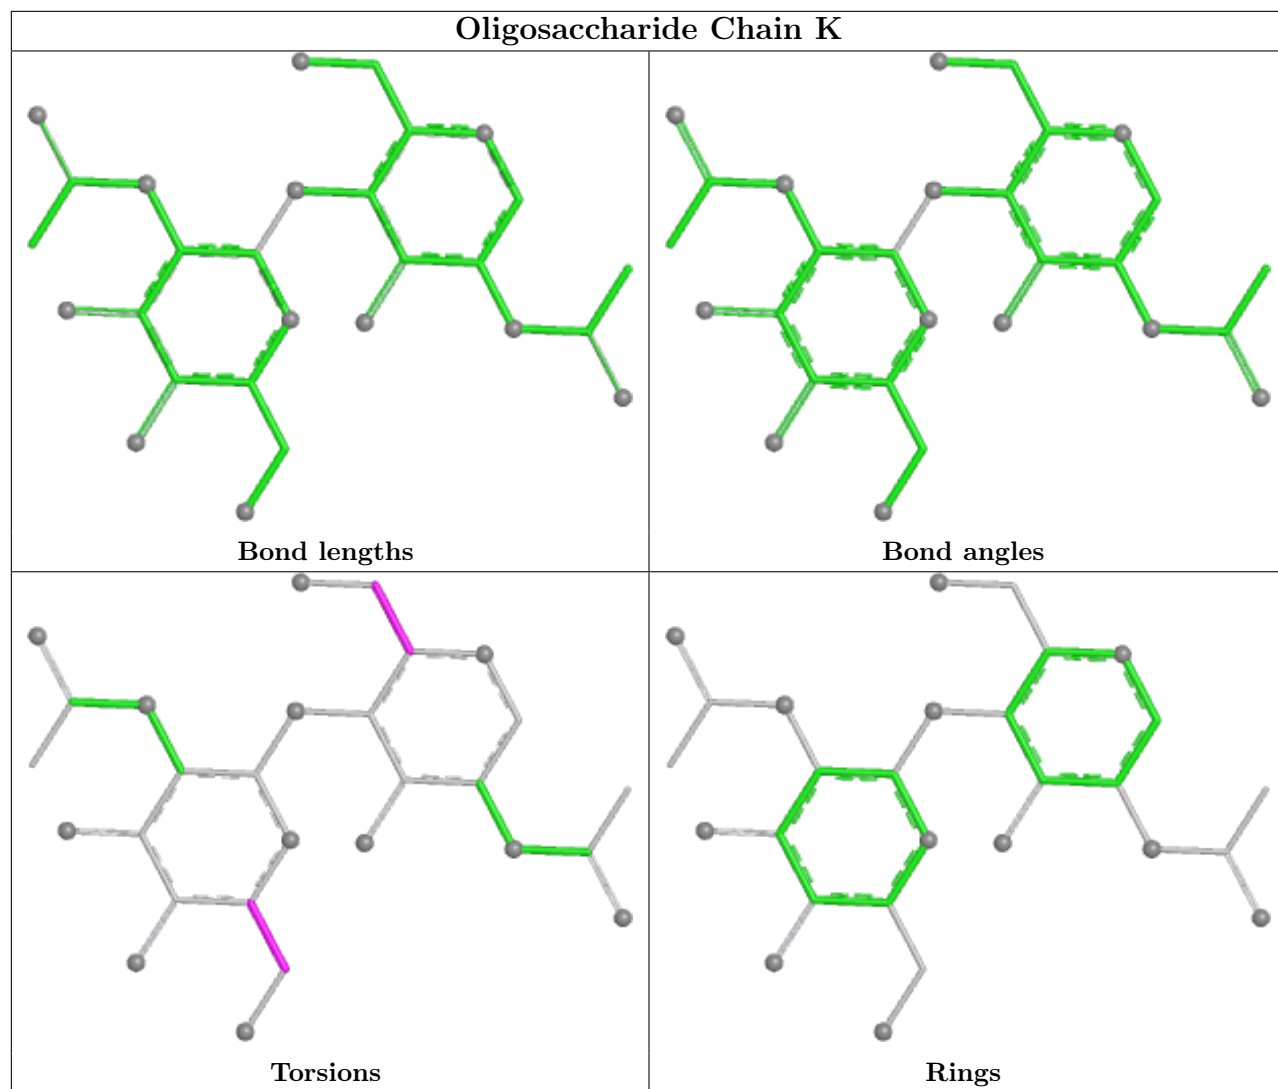 Oligosaccharide Chain K
Bond lengths
Bond angles
Torsions
Rings